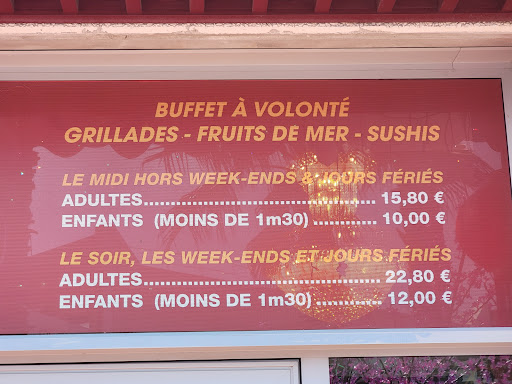 BUFFET À VOLONTÉ
GRILLADES - FRUITS DE MER - SUSHIS
LE MIDI HORS WEEK-ENDS & JOURS FÉRIÉS
ADULTES................................................ 15,80 €
ENFANTS (MOINS DE 1m30) ............. 10,00 €
LE SOIR, LES WEEK-ENDS ET JOURS FÉRIÉS
ADULTES................................................ 22,80 €
ENFANTS (MOINS DE 1m30) ............. 12,00 €